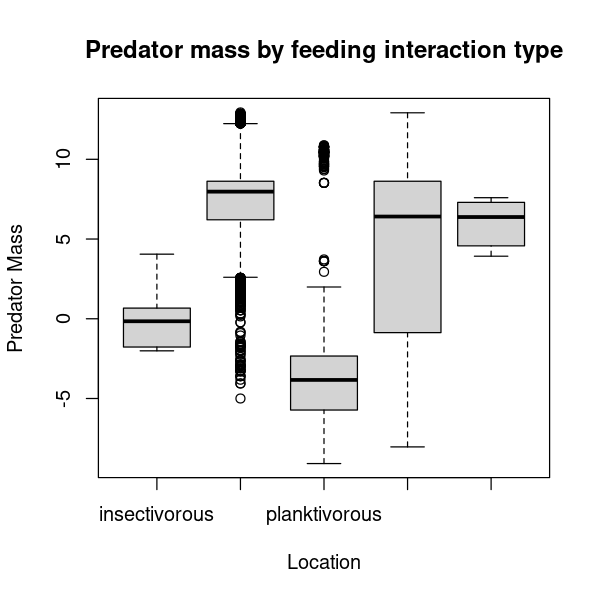 Predator mass by feeding interaction type
Predator Mass
10
5
0
-5
insectivorous planktivorous
Location